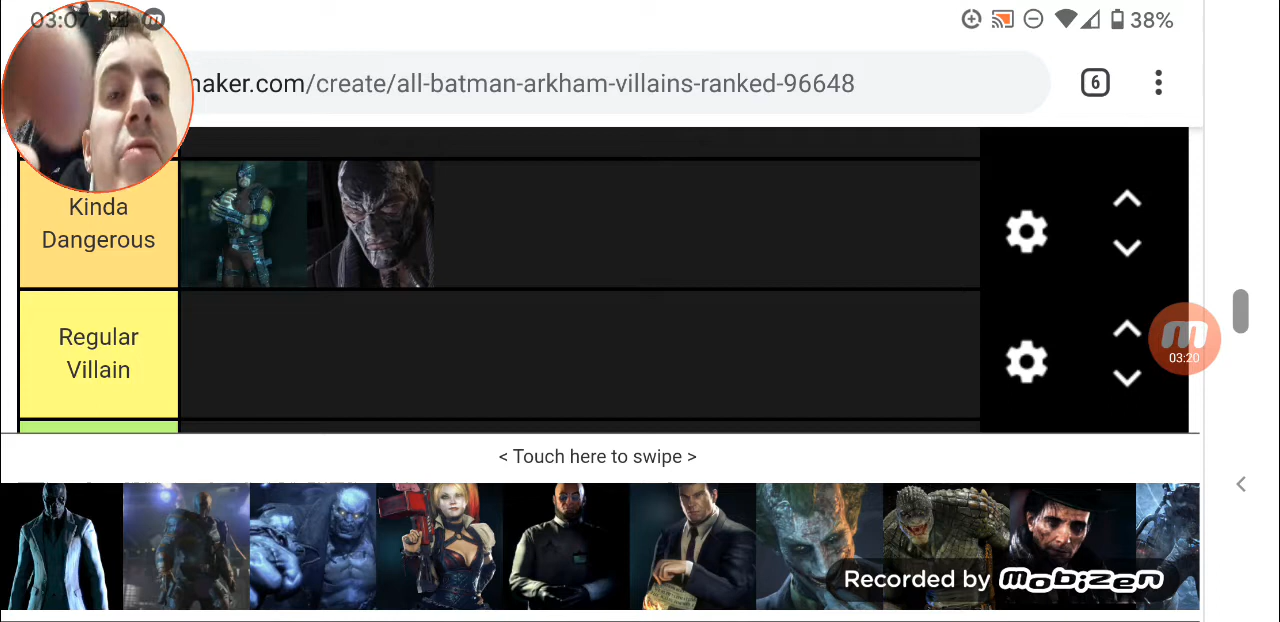 03:07
38%
naker.com/create/all-batman-arkham-villains-ranked-96648
6
Kinda
Dangerous
Regular
Villain
03:20
< Touch here to swipe >
Recorded by mobizen